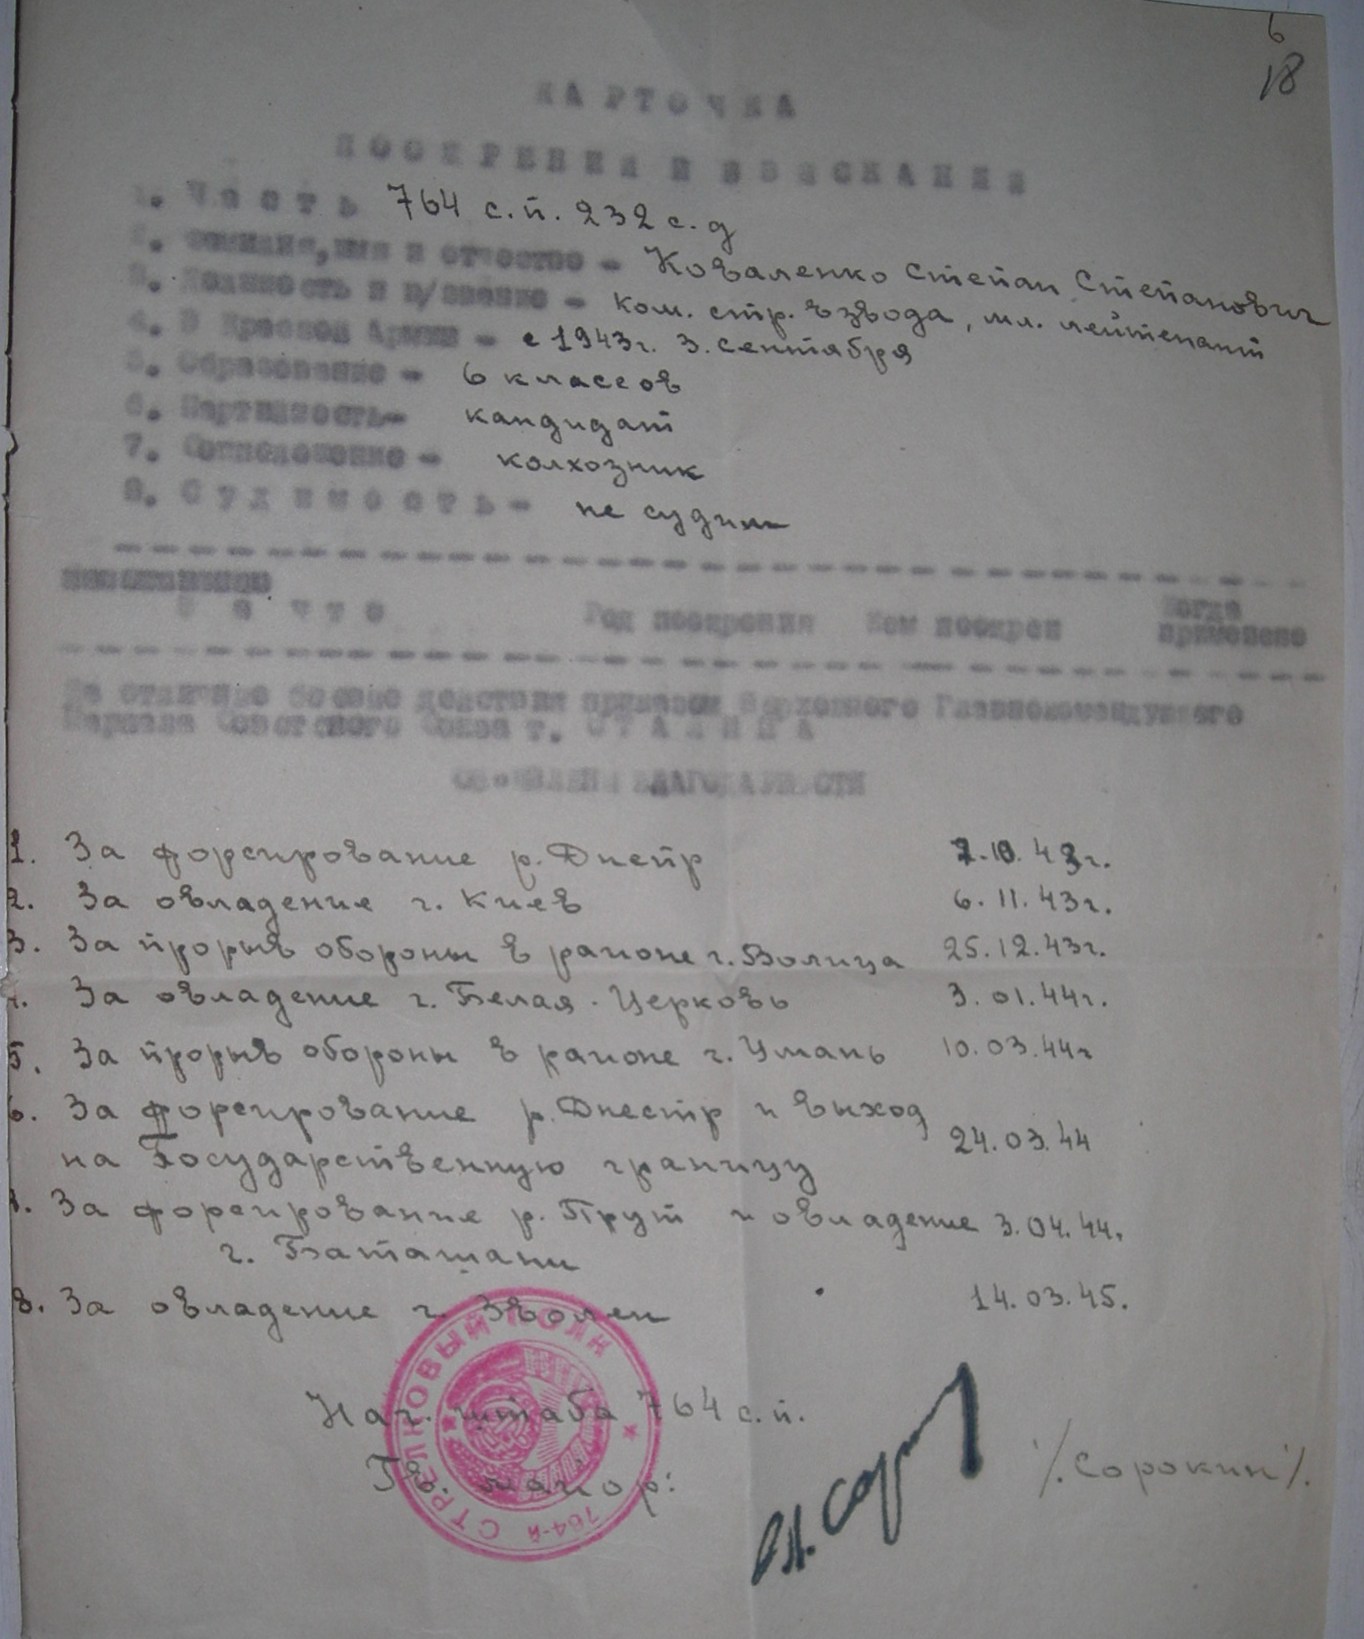 6
18
КАРТОЧКА
ПООЩРЕНИЯ И ВЗЫСКАНИЯ
1. Часть 764 с.п. 232 с.д
2. Фамилия, имя и отчество - Коваленко Степан Степанович
3. Должность и в/звание - ком. стр. взвода, мл. лейтенант
4. В Красной Армии - с 1943г. 3. сентября
5. Образование - 6 классов
6. Партийность- кандидат
7. Соцположение - колхозник
8. Судимость- не судим
За что Род поощрения Кем поощрен Когда применено
За отличные боевые действия приказом Верховного Главнокомандующего
Маршала Советского Союза т. СТАЛИНА
ОБЪЯВЛЕНЫ БЛАГОДАРНОСТИ
1. За форсирование р. Днепр 7.10.43г.
2. За овладение г. Киев 6.11.43г.
3. За прорыв обороны в районе г. Волица 25.12.43г.
4. За овладение г. Белая-Церковь 3.01.44г.
5. За прорыв обороны в районе г. Умань 10.03.44г
6. За форсирование р. Днестр и выход
на Государственную границу 24.03.44
7. За форсирование р. Прут и овладение 3.04.44.
г. Баташани
8. За овладение г. Зволен 14.03.45.
Нач. штаба 764 с.п.
Гв. майор: /.Сорокин/.
764-й СТРЕЛКОВЫЙ ПОЛК